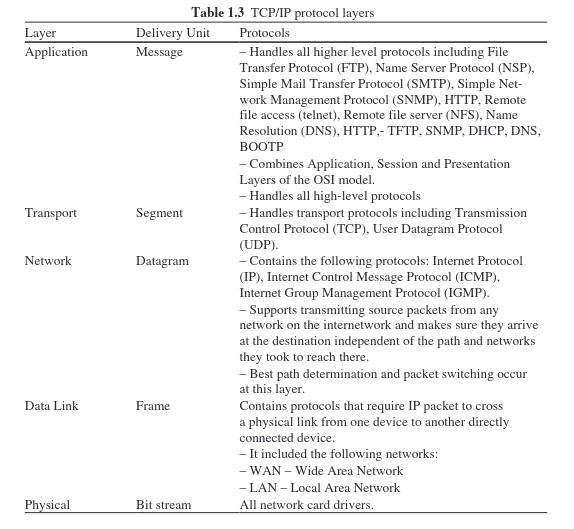 Table 1.3 TCP/IP protocol layers
Layer Delivery Unit Protocols
Application Message – Handles all higher level protocols including File
Transfer Protocol (FTP), Name Server Protocol (NSP),
Simple Mail Transfer Protocol (SMTP), Simple Net-
work Management Protocol (SNMP), HTTP, Remote
file access (telnet), Remote file server (NFS), Name
Resolution (DNS), HTTP,- TFTP, SNMP, DHCP, DNS,
BOOTP
– Combines Application, Session and Presentation
Layers of the OSI model.
– Handles all high-level protocols
Transport Segment – Handles transport protocols including Transmission
Control Protocol (TCP), User Datagram Protocol
(UDP).
Network Datagram – Contains the following protocols: Internet Protocol
(IP), Internet Control Message Protocol (ICMP),
Internet Group Management Protocol (IGMP).
– Supports transmitting source packets from any
network on the internetwork and makes sure they arrive
at the destination independent of the path and networks
they took to reach there.
– Best path determination and packet switching occur
at this layer.
Data Link Frame Contains protocols that require IP packet to cross
a physical link from one device to another directly
connected device.
– It included the following networks:
– WAN – Wide Area Network
– LAN – Local Area Network
Physical Bit stream All network card drivers.